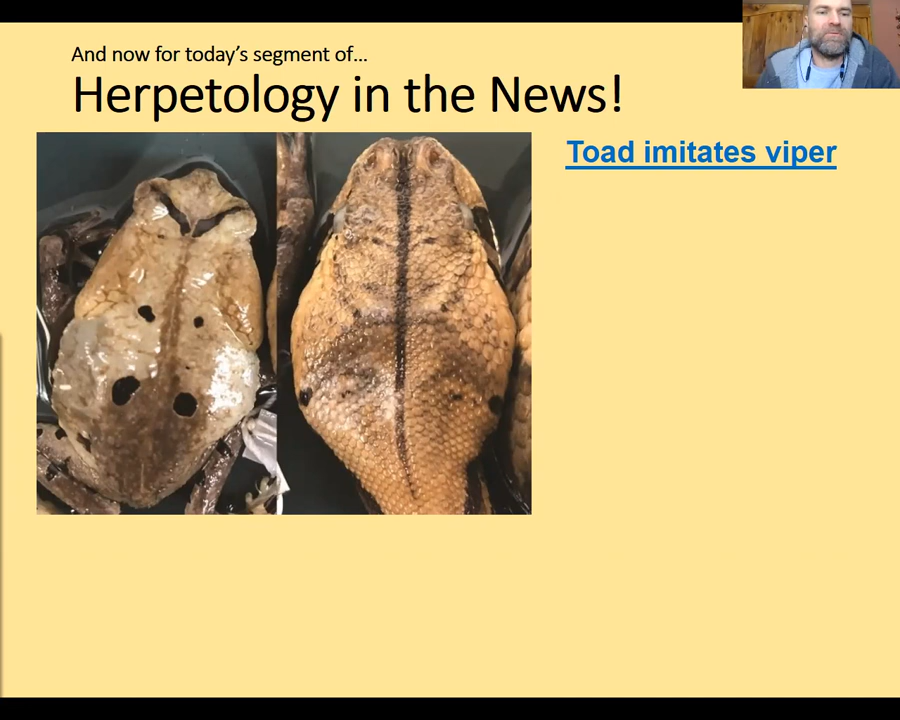 And now for today’s segment of…
Herpetology in the News!
Toad imitates viper